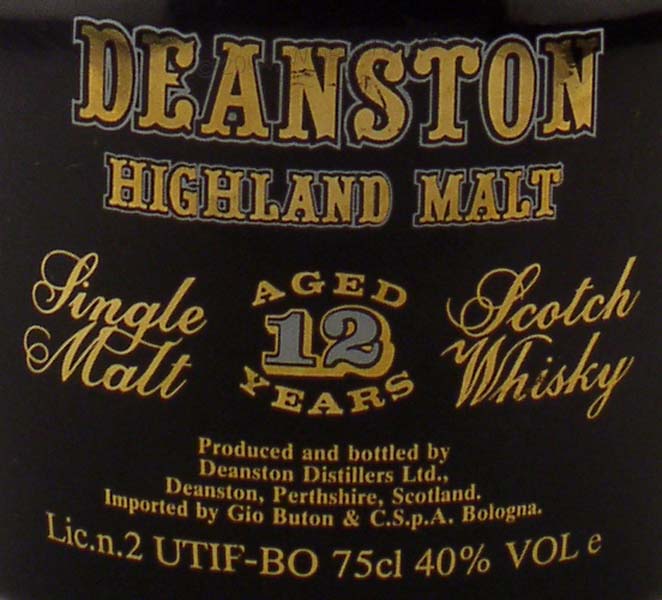 DEANSTON
HIGHLAND MALT
Single
Malt
AGED
12
YEARS
Scotch
Whisky
Produced and bottled by
Deanston Distillers Ltd.,
Deanston, Perthshire, Scotland.
Imported by Gio Buton & C.S.p.A. Bologna.
Lic.n.2 UTIF-BO 75cl 40% VOL e